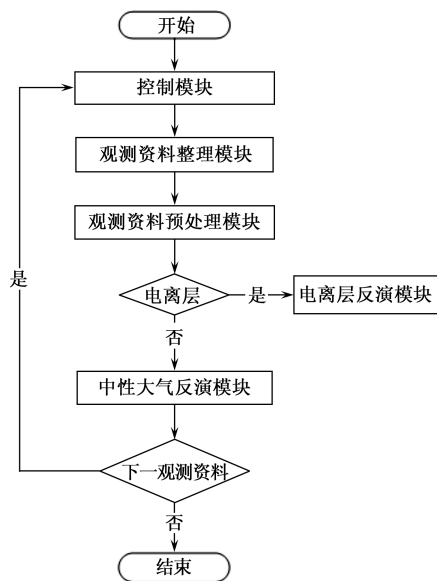 开始
控制模块
观测资料整理模块
观测资料预处理模块
电离层
是
电离层反演模块
是
否
中性大气反演模块
下一观测资料
否
结束